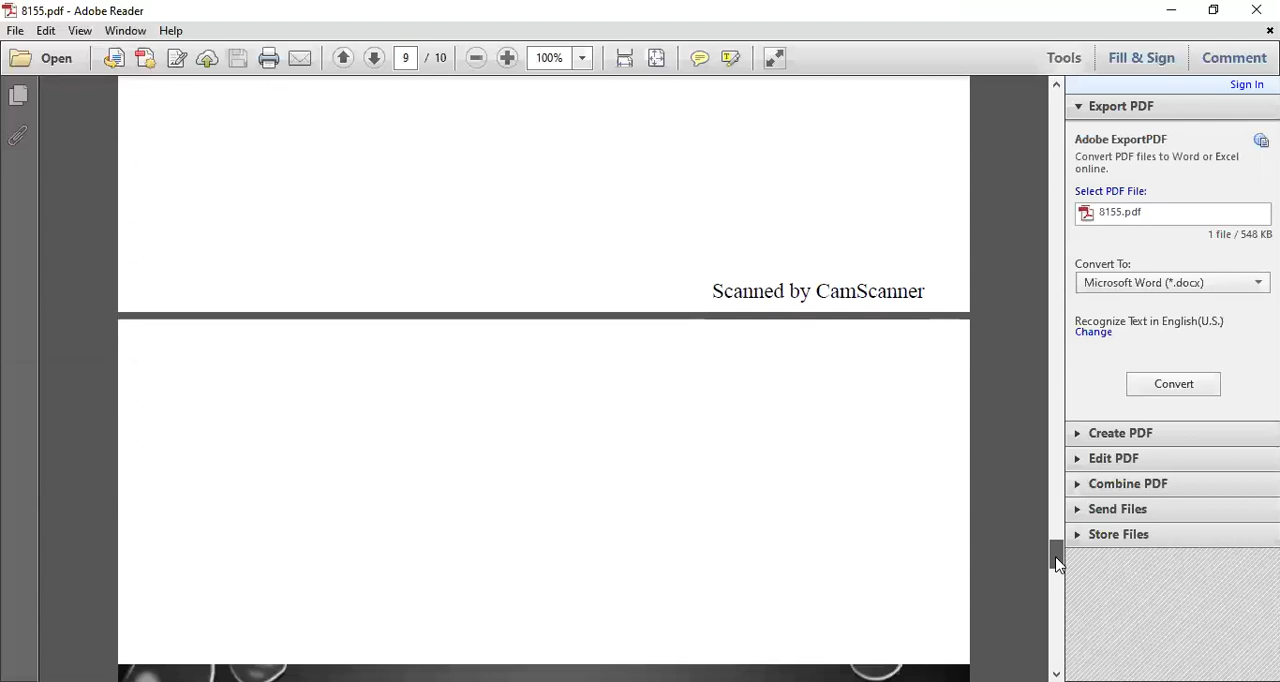 8155.pdf - Adobe Reader
File Edit View Window Help
Open 9 / 10 100% Tools Fill & Sign Comment
Sign In
Export PDF
Adobe ExportPDF
Convert PDF files to Word or Excel
online.
Select PDF File:
8155.pdf
1 file / 548 KB
Convert To:
Microsoft Word (*.docx)
Recognize Text in English(U.S.)
Change
Convert
Create PDF
Edit PDF
Combine PDF
Send Files
Store Files
Scanned by CamScanner